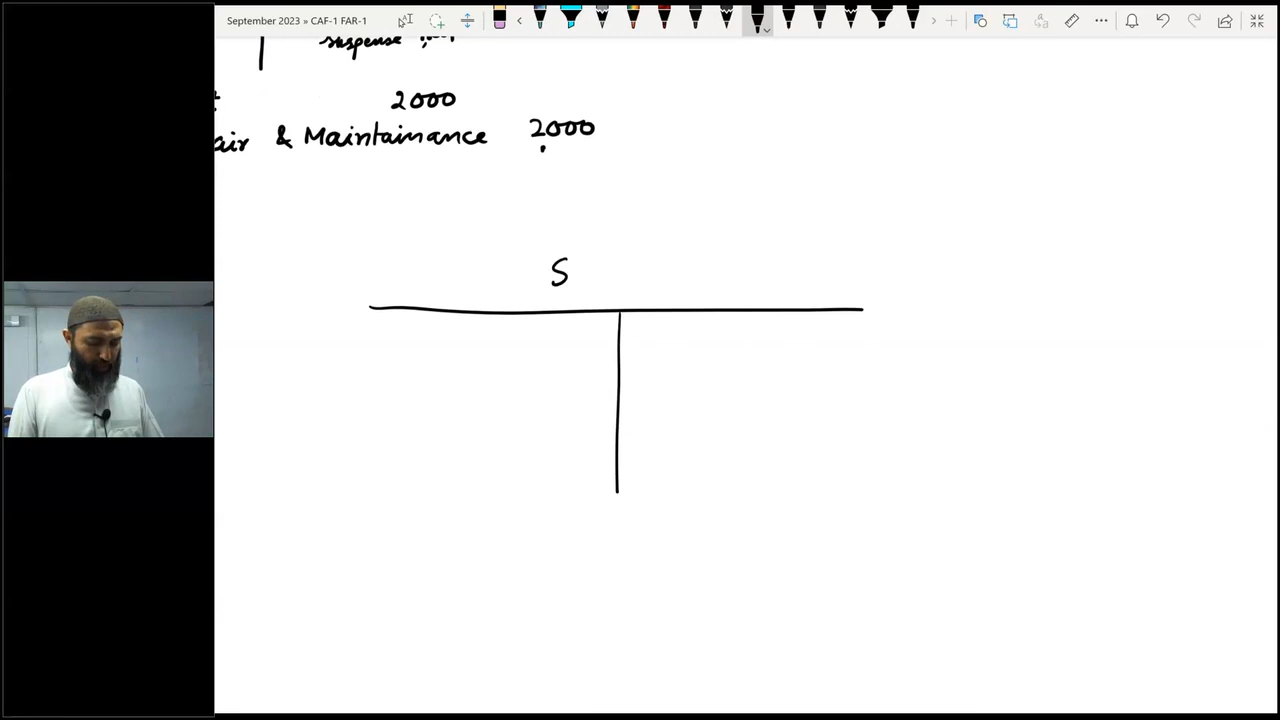 September 2023 » CAF-1 FAR-1
suspense
2000
air & Maintainance 2000
S